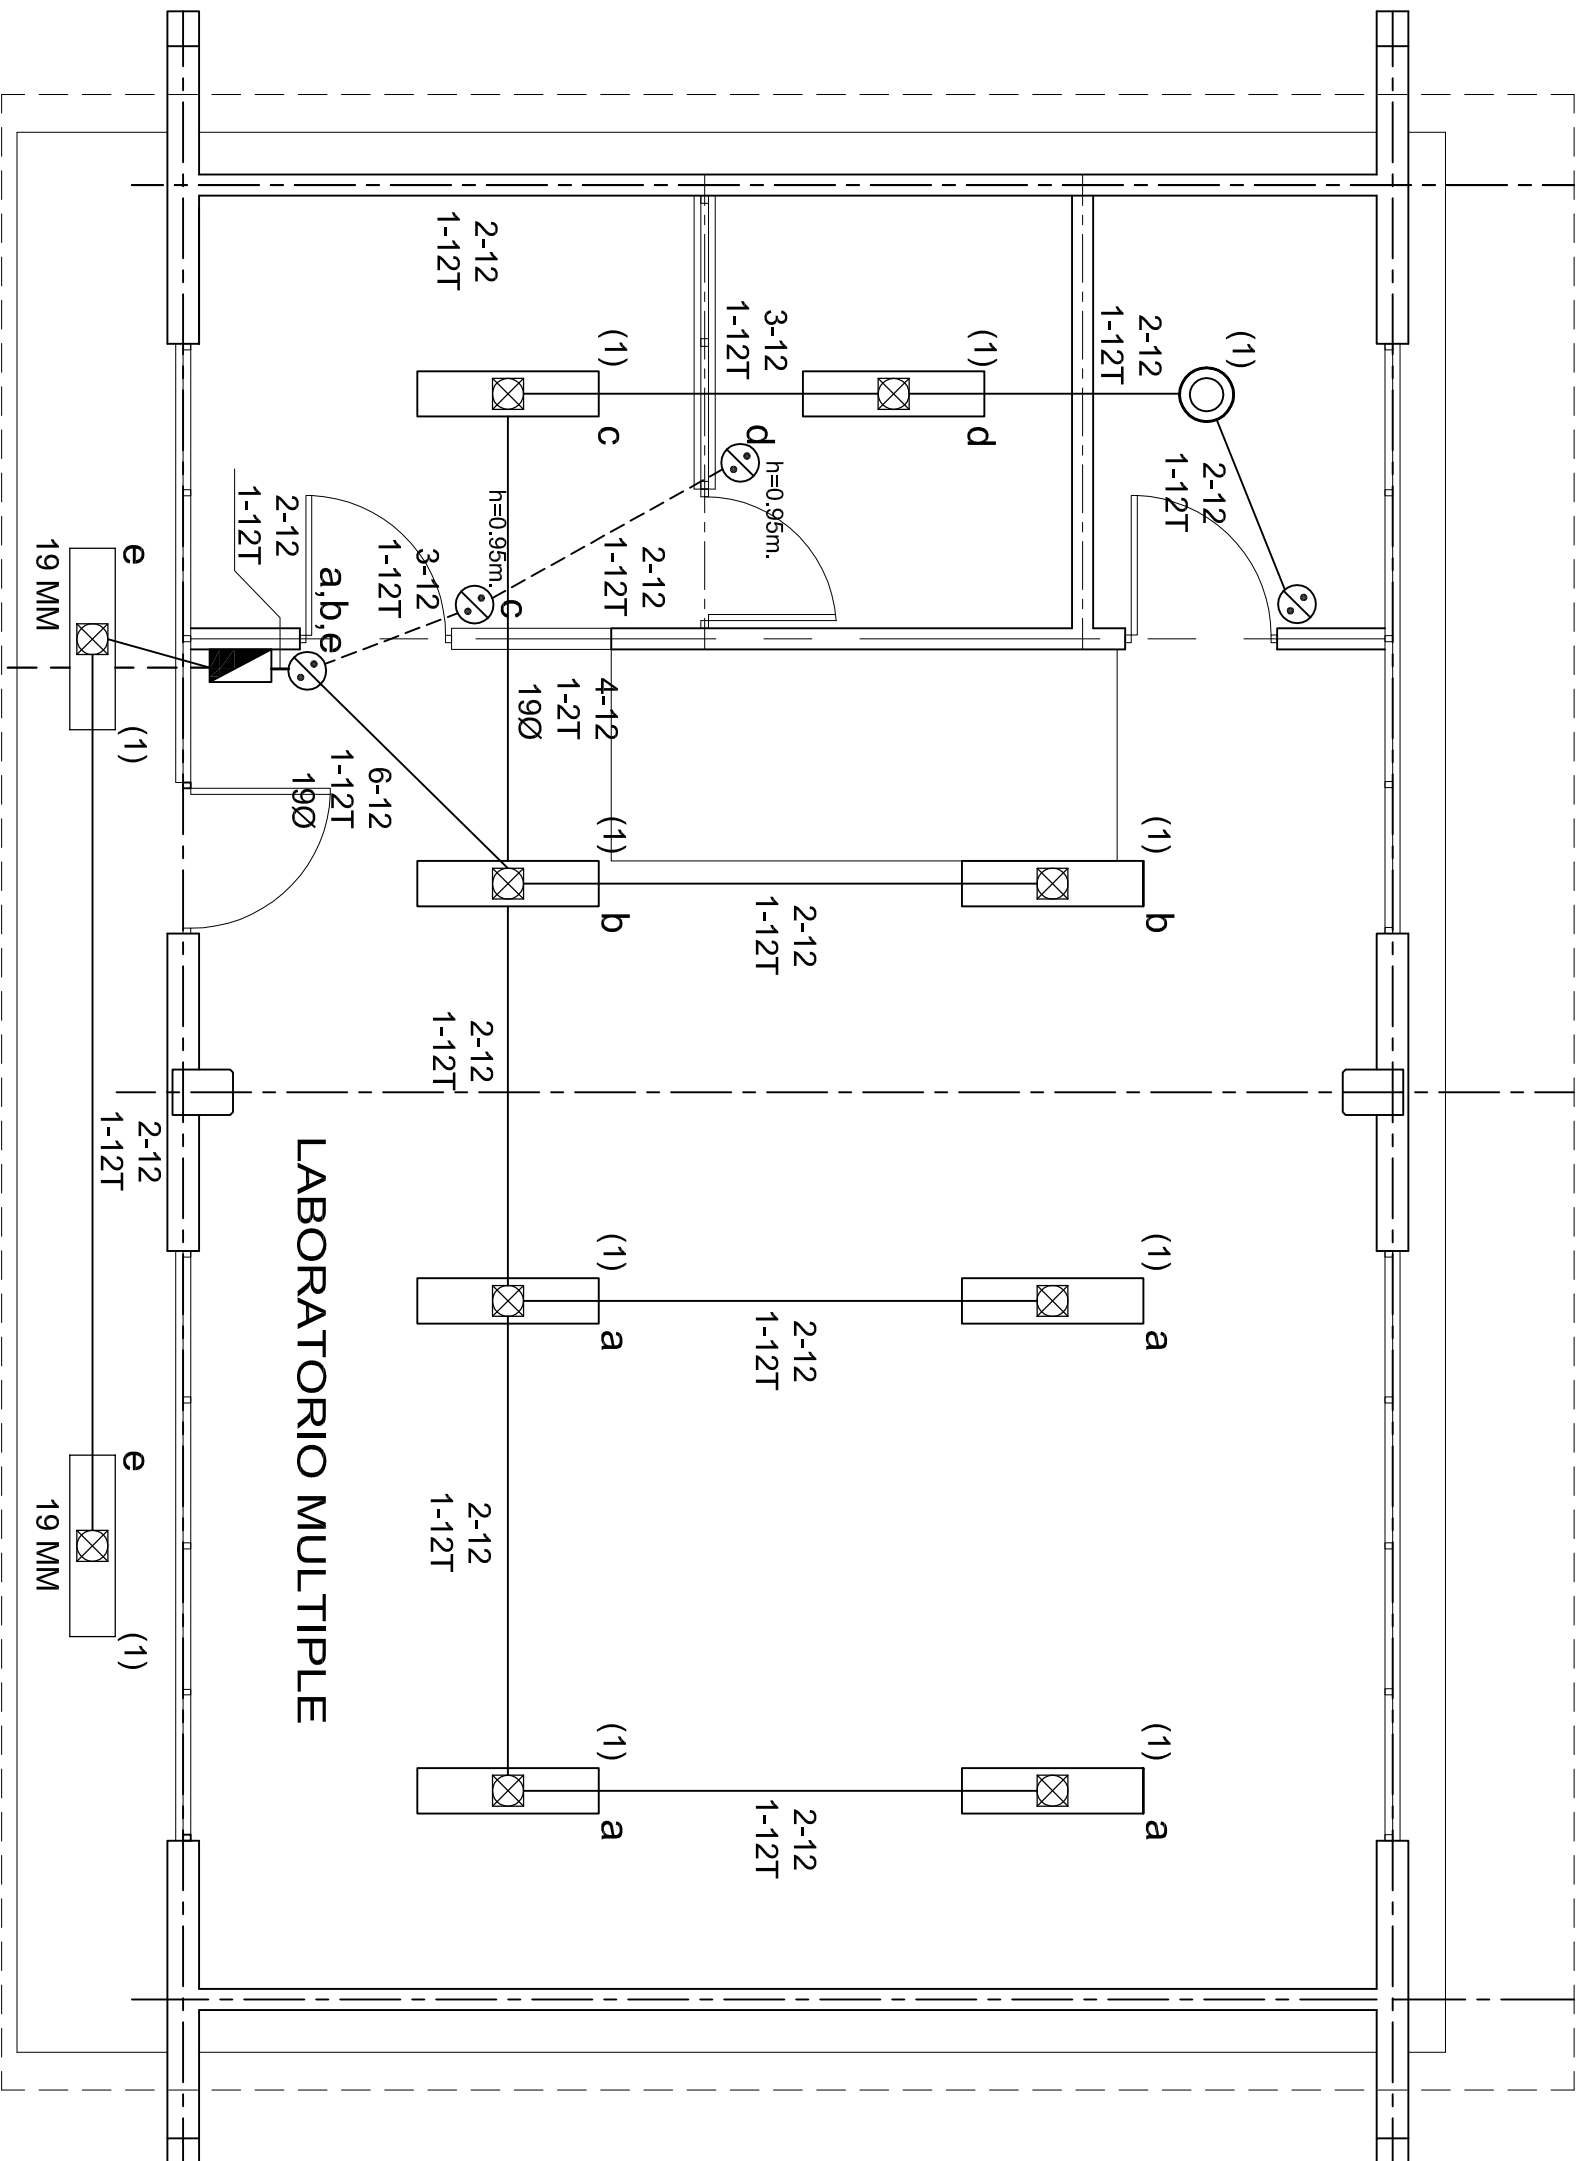 2-12
1-12T
(1)
c
3-12
1-12T
(1)
d
2-12
1-12T
(1)
2-12
1-12T
d
h=0.95m.
2-12
1-12T
h=0.95m.
c
3-12
1-12T
2-12
1-12T
a,b,e
e
19 MM
(1)
4-12
1-2T
19Ø
6-12
1-12T
19Ø
(1)
b
2-12
1-12T
(1)
b
2-12
1-12T
2-12
1-12T
LABORATORIO MULTIPLE
(1)
a
2-12
1-12T
(1)
a
2-12
1-12T
e
19 MM
(1)
(1)
a
2-12
1-12T
(1)
a